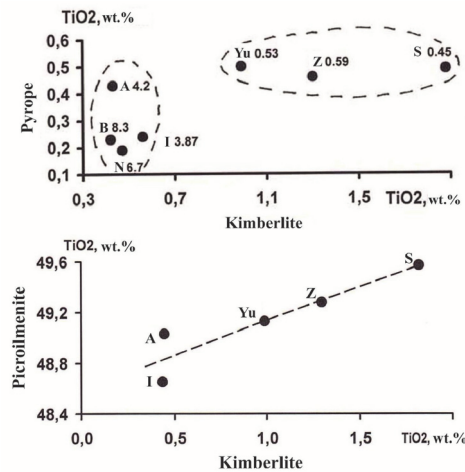 TiO2, wt.%
0,6
Yu 0.53
Z 0.59
S 0.45
0,5
A 4.2
0,4
Pyrope
0,3
B 8.3
I 3.87
0,2
N 6.7
0,1
0,3 0,7 1,1 1,5 TiO2, wt.%
Kimberlite
TiO2, wt.%
49,6
S
Z
49,2
Yu
A
Picroilmenite
48,8
I
48,4
0,0 0,5 1,0 1,5 TiO2, wt.%
Kimberlite